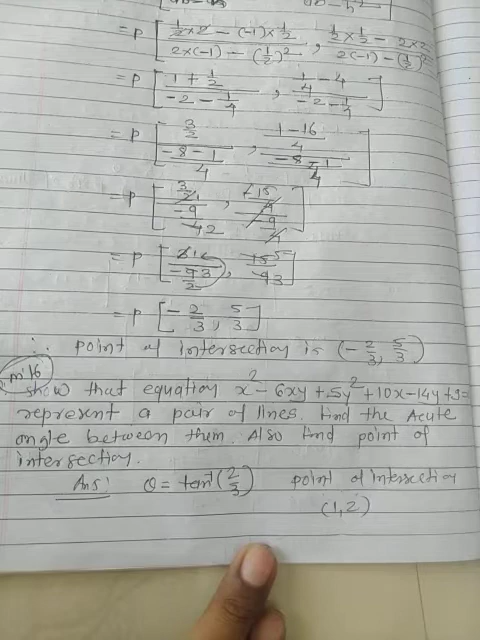 = P [ (1/2 × 2 - (-1) × 1/2) / (2×(-1) - (1/2)²) , (1/2 × 1/2 - 2×2) / (2(-1) - (1/2)²) ]
= P [ (1 + 1/2) / (-2 - 1/4) , (1/4 - 4) / (-2 - 1/4) ]
= P [ (3/2) / ((-8-1)/4) , ((1-16)/4) / ((-8-1)/4) ]
= P [ (3/2) / (-9/4) , (-15/4) / (-9/4) ]
= P [ , -15 5 / -9 3 ]
= P [ -2/3 , 5/3 ]
∴ point of intersection is (-2/3, 5/3)
m'16
show that equation x² - 6xy + 5y² + 10x - 14y + 9 =
represent a pair of lines. find the Acute
angle between them. Also find point of
intersection.
Ans: θ = tan⁻¹(2/3) point of intersection
(1,2)